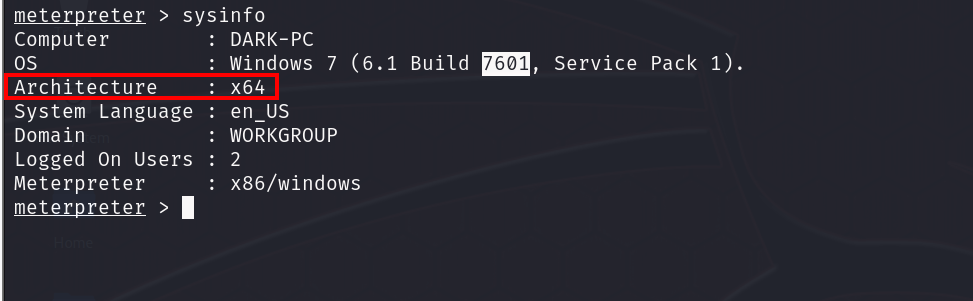 meterpreter > sysinfo
Computer        : DARK-PC
OS              : Windows 7 (6.1 Build 7601, Service Pack 1).
Architecture    : x64
System Language : en_US
Domain          : WORKGROUP
Logged On Users : 2
Meterpreter     : x86/windows
meterpreter >
Home